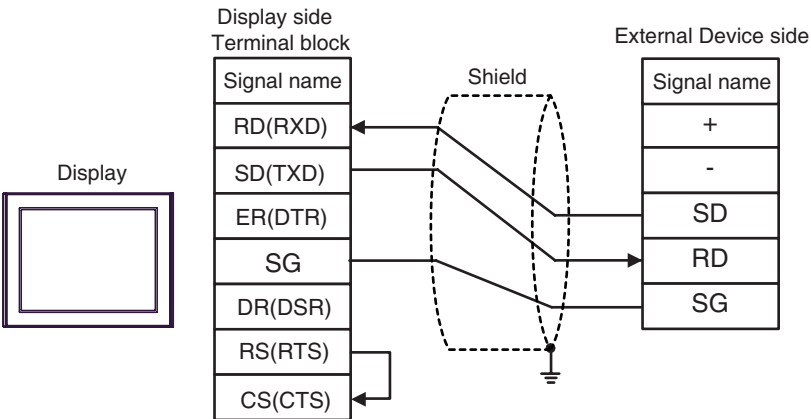 Display side
Terminal block
External Device side
Signal name
Shield
Signal name
RD(RXD)
+
SD(TXD)
-
Display
ER(DTR)
SD
SG
RD
DR(DSR)
SG
RS(RTS)
CS(CTS)